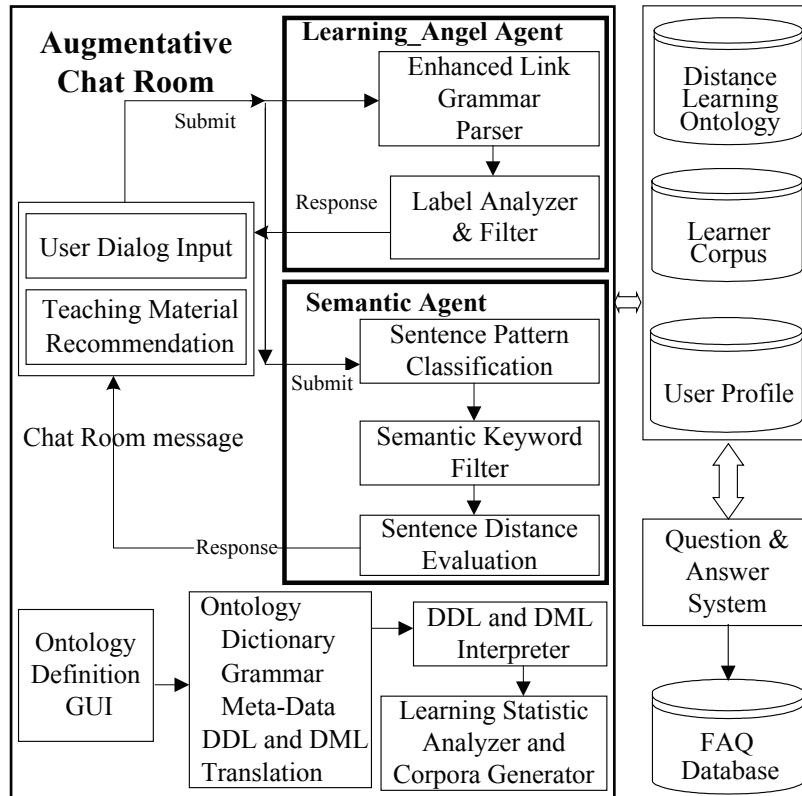 Augmentative
Chat Room
Submit
User Dialog Input
Teaching Material
Recommendation
Chat Room message
Learning_Angel Agent
Enhanced Link
Grammar
Parser
Response
Label Analyzer
& Filter
Semantic Agent
Sentence Pattern
Classification
Submit
Semantic Keyword
Filter
Sentence Distance
Evaluation
Response
Ontology
Definition
GUI
Ontology
Dictionary
Grammar
Meta-Data
DDL and DML
Translation
DDL and DML
Interpreter
Learning Statistic
Analyzer and
Corpora Generator
Distance
Learning
Ontology
Learner
Corpus
User Profile
Question &
Answer
System
FAQ
Database